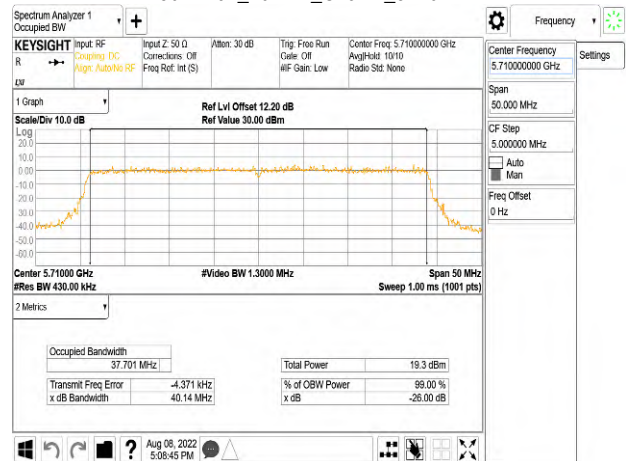 Spectrum Analyzer 1
Occupied BW
Frequency
KEYSIGHT
R
LXI
Input: RF
Coupling: DC
Align: Auto/No RF
Input Z: 50 Ω
Corrections: Off
Freq Ref: Int (S)
Atten: 30 dB
Trig: Free Run
Gate: Off
#IF Gain: Low
Center Freq: 5.710000000 GHz
Avg|Hold: 10/10
Radio Std: None
Center Frequency
5.710000000 GHz
Settings
Span
50.000 MHz
CF Step
5.000000 MHz
Auto
Man
Freq Offset
0 Hz
1 Graph
Scale/Div 10.0 dB
Ref Lvl Offset 12.20 dB
Ref Value 30.00 dBm
Log
20.0
10.0
0.00
-10.0
-20.0
-30.0
-40.0
-50.0
-60.0
Center 5.71000 GHz
#Res BW 430.00 kHz
#Video BW 1.3000 MHz
Span 50 MHz
Sweep 1.00 ms (1001 pts)
2 Metrics
Occupied Bandwidth
37.701 MHz
Total Power 19.3 dBm
Transmit Freq Error -4.371 kHz
% of OBW Power 99.00 %
x dB Bandwidth 40.14 MHz
x dB -26.00 dB
?
Aug 08, 2022
5:08:45 PM